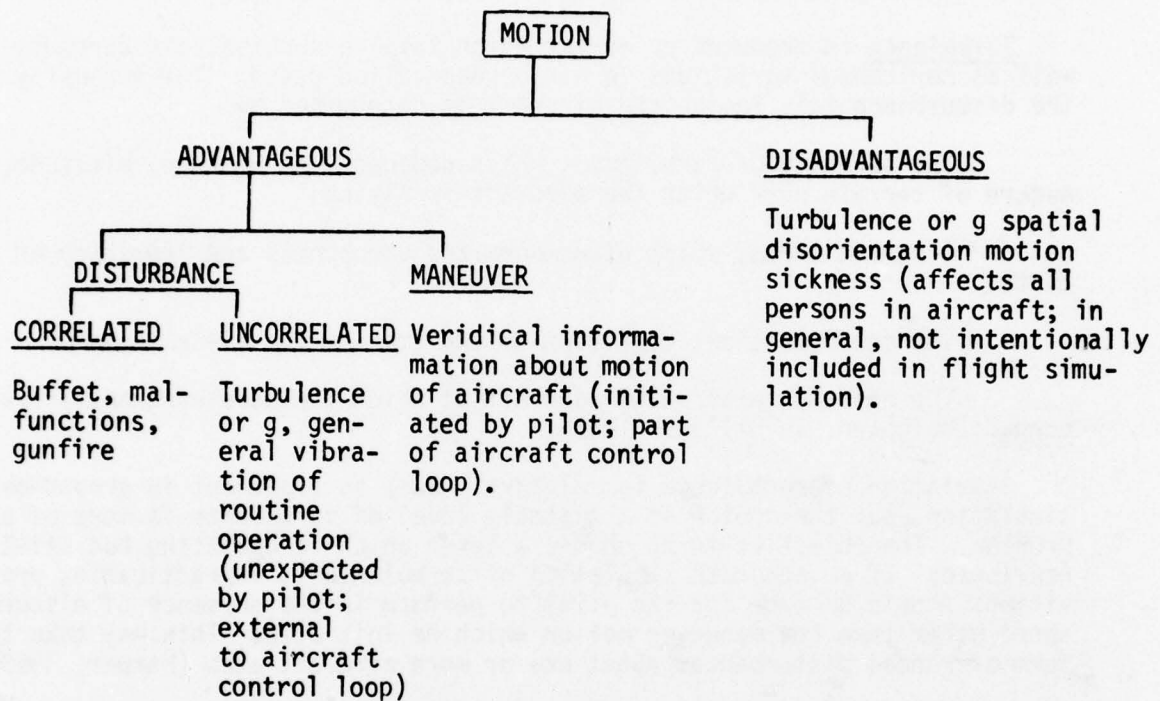 MOTION
ADVANTAGEOUS
DISADVANTAGEOUS
Turbulence or g spatial
disorientation motion
sickness (affects all
persons in aircraft; in
general, not intentionally
included in flight simu-
lation).
DISTURBANCE
MANEUVER
CORRELATED
UNCORRELATED
Buffet, mal-
functions,
gunfire
Turbulence
or g, gen-
eral vibra-
tion of
routine
operation
(unexpected
by pilot;
external
to aircraft
control loop)
Veridical informa-
mation about motion
of aircraft (initi-
ated by pilot; part
of aircraft control
loop).